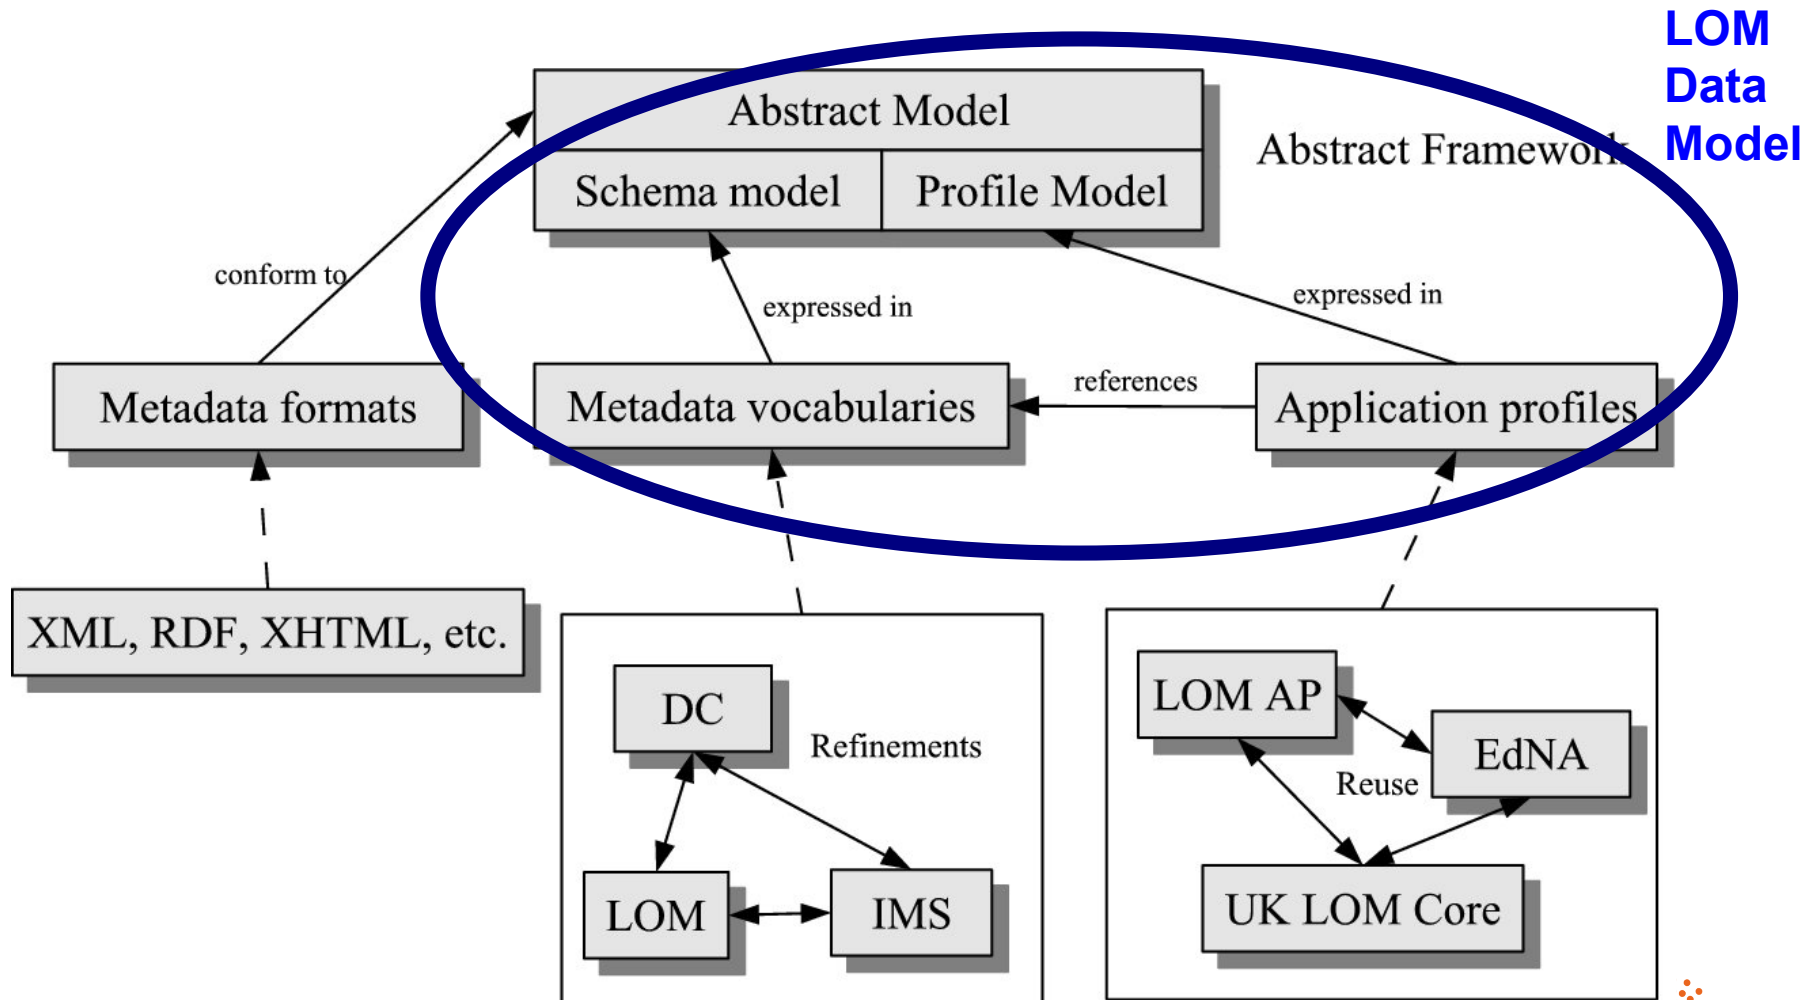 LOM
Data
Model
Abstract Model
Abstract Framework
Schema model
Profile Model
conform to
expressed in
expressed in
Metadata formats
Metadata vocabularies
references
Application profiles
XML, RDF, XHTML, etc.
DC
Refinements
LOM
IMS
LOM AP
EdNA
Reuse
UK LOM Core